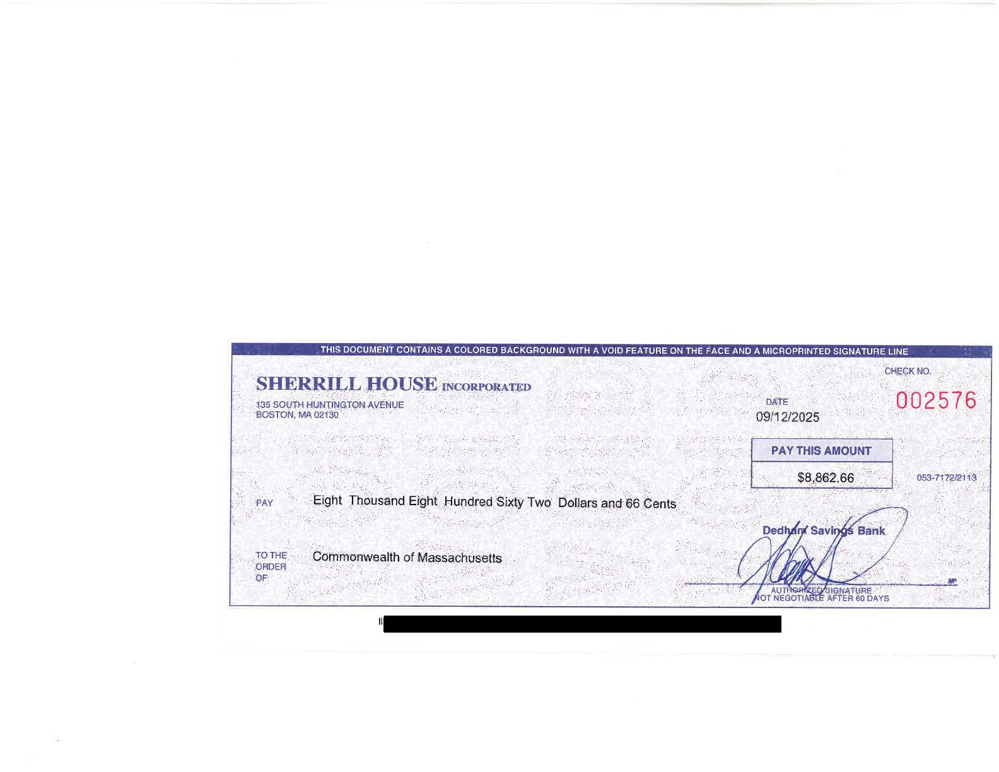 THIS DOCUMENT CONTAINS A COLORED BACKGROUND WITH A VOID FEATURE ON THE FACE AND A MICROPRINTED SIGNATURE LINE
CHECK NO.
SHERRILL HOUSE INCORPORATED
002576
135 SOUTH HUNTINGTON AVENUE
BOSTON, MA 02130
DATE
09/12/2025
PAY THIS AMOUNT
$8,862.66
053-7172/2113
PAY
Eight Thousand Eight Hundred Sixty Two Dollars and 66 Cents
Dedham Savings Bank
TO THE
ORDER
OF
Commonwealth of Massachusetts
MP
AUTHORIZED SIGNATURE
NOT NEGOTIABLE AFTER 60 DAYS